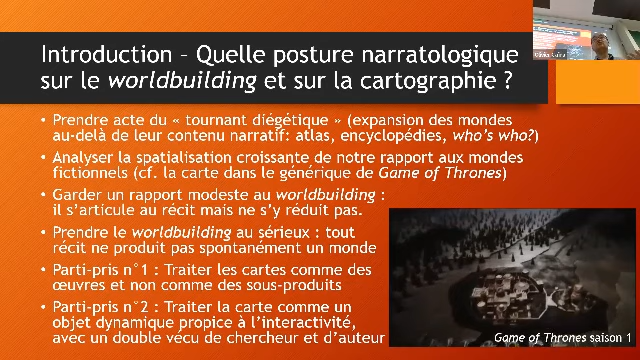 Introduction – Quelle posture narratologique
sur le worldbuilding et sur la cartographie ?
• Prendre acte du « tournant diégétique » (expansion des mondes
au-delà de leur contenu narratif: atlas, encyclopédies, who's who?)
• Analyser la spatialisation croissante de notre rapport aux mondes
fictionnels (cf. la carte dans le générique de Game of Thrones)
• Garder un rapport modeste au worldbuilding :
il s'articule au récit mais ne s'y réduit pas.
• Prendre le worldbuilding au sérieux : tout
récit ne produit pas spontanément un monde
• Parti-pris n°1 : Traiter les cartes comme des
œuvres et non comme des sous-produits
• Parti-pris n°2 : Traiter la carte comme un
objet dynamique propice à l'interactivité,
avec un double vécu de chercheur et d'auteur
Game of Thrones saison 1